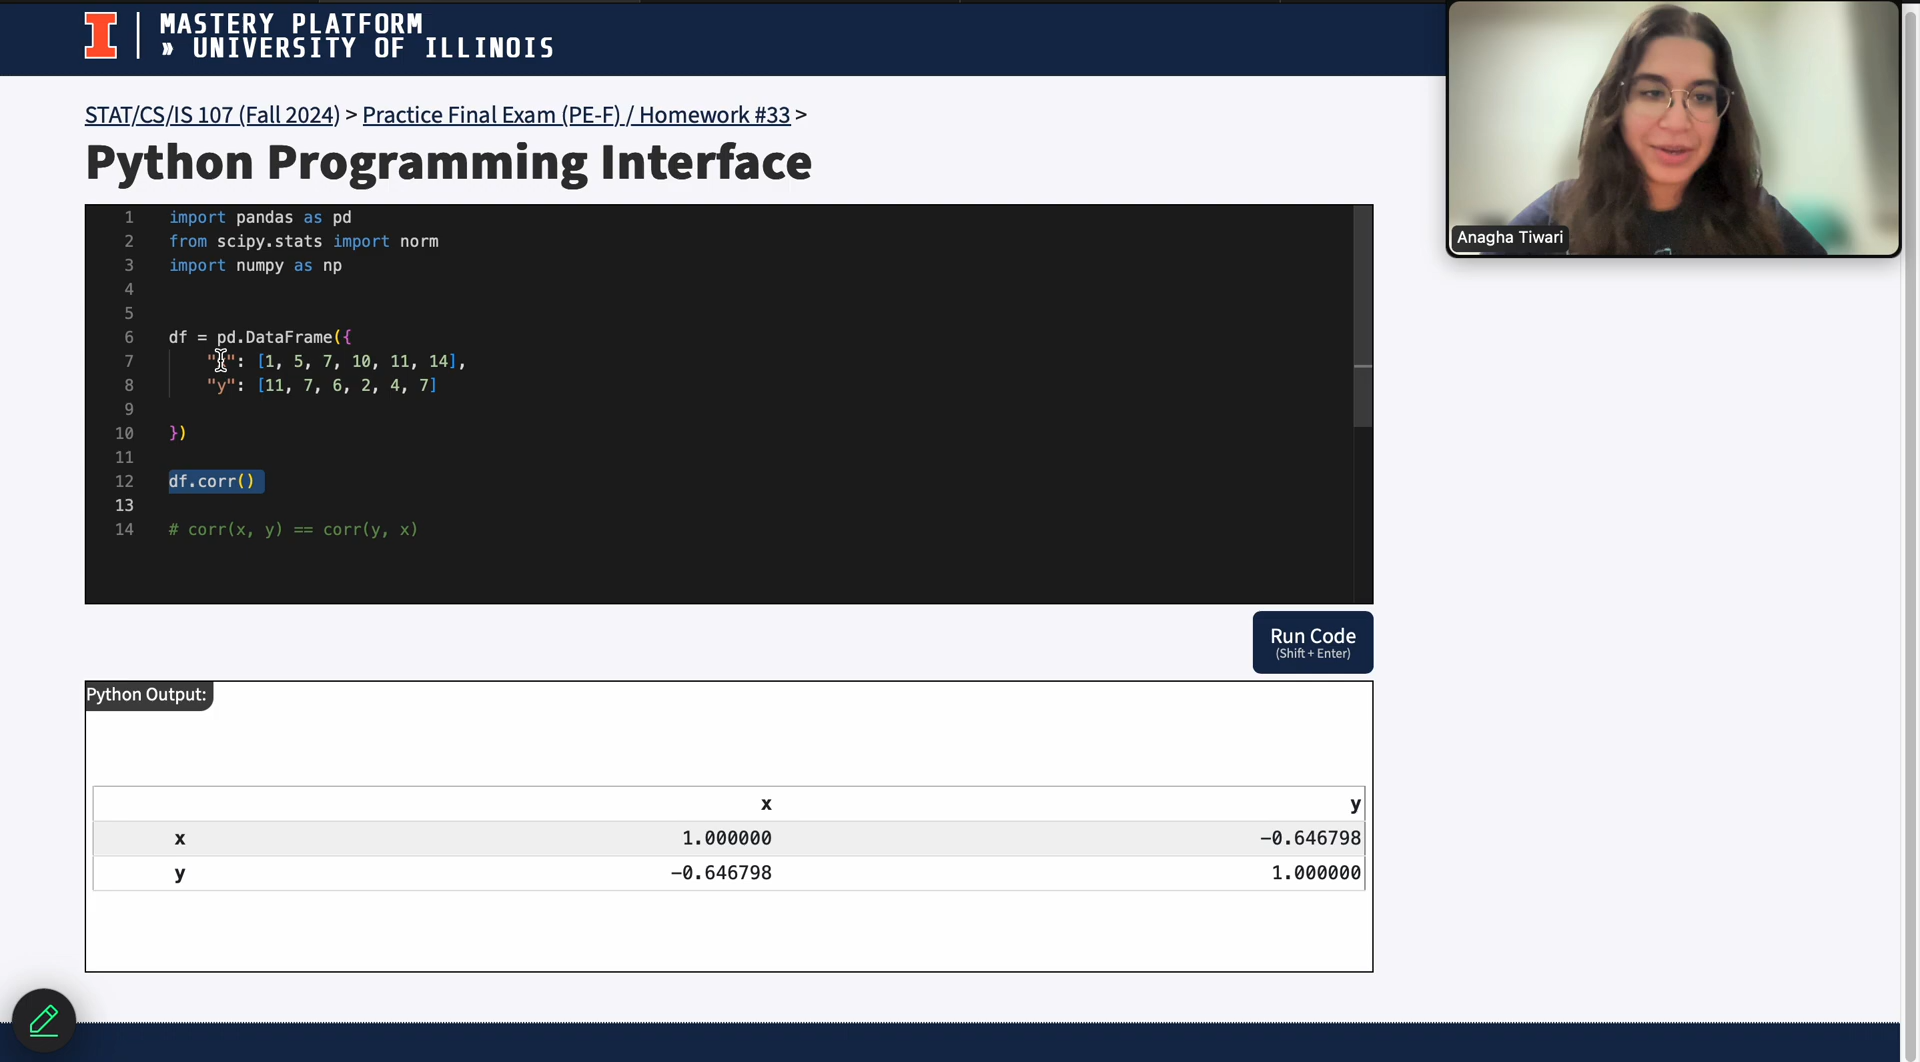 MASTERY PLATFORM
» UNIVERSITY OF ILLINOIS
Anagha Tiwari
STAT/CS/IS 107 (Fall 2024) > Practice Final Exam (PE-F) / Homework #33 >
Python Programming Interface
1 import pandas as pd
2 from scipy.stats import norm
3 import numpy as np
4
5
6 df = pd.DataFrame({
7 "x": [1, 5, 7, 10, 11, 14],
8 "y": [11, 7, 6, 2, 4, 7]
9
10 })
11
12 df.corr()
13
14 # corr(x, y) == corr(y, x)
Run Code
(Shift + Enter)
Python Output:
x y
x 1.000000 -0.646798
y -0.646798 1.000000